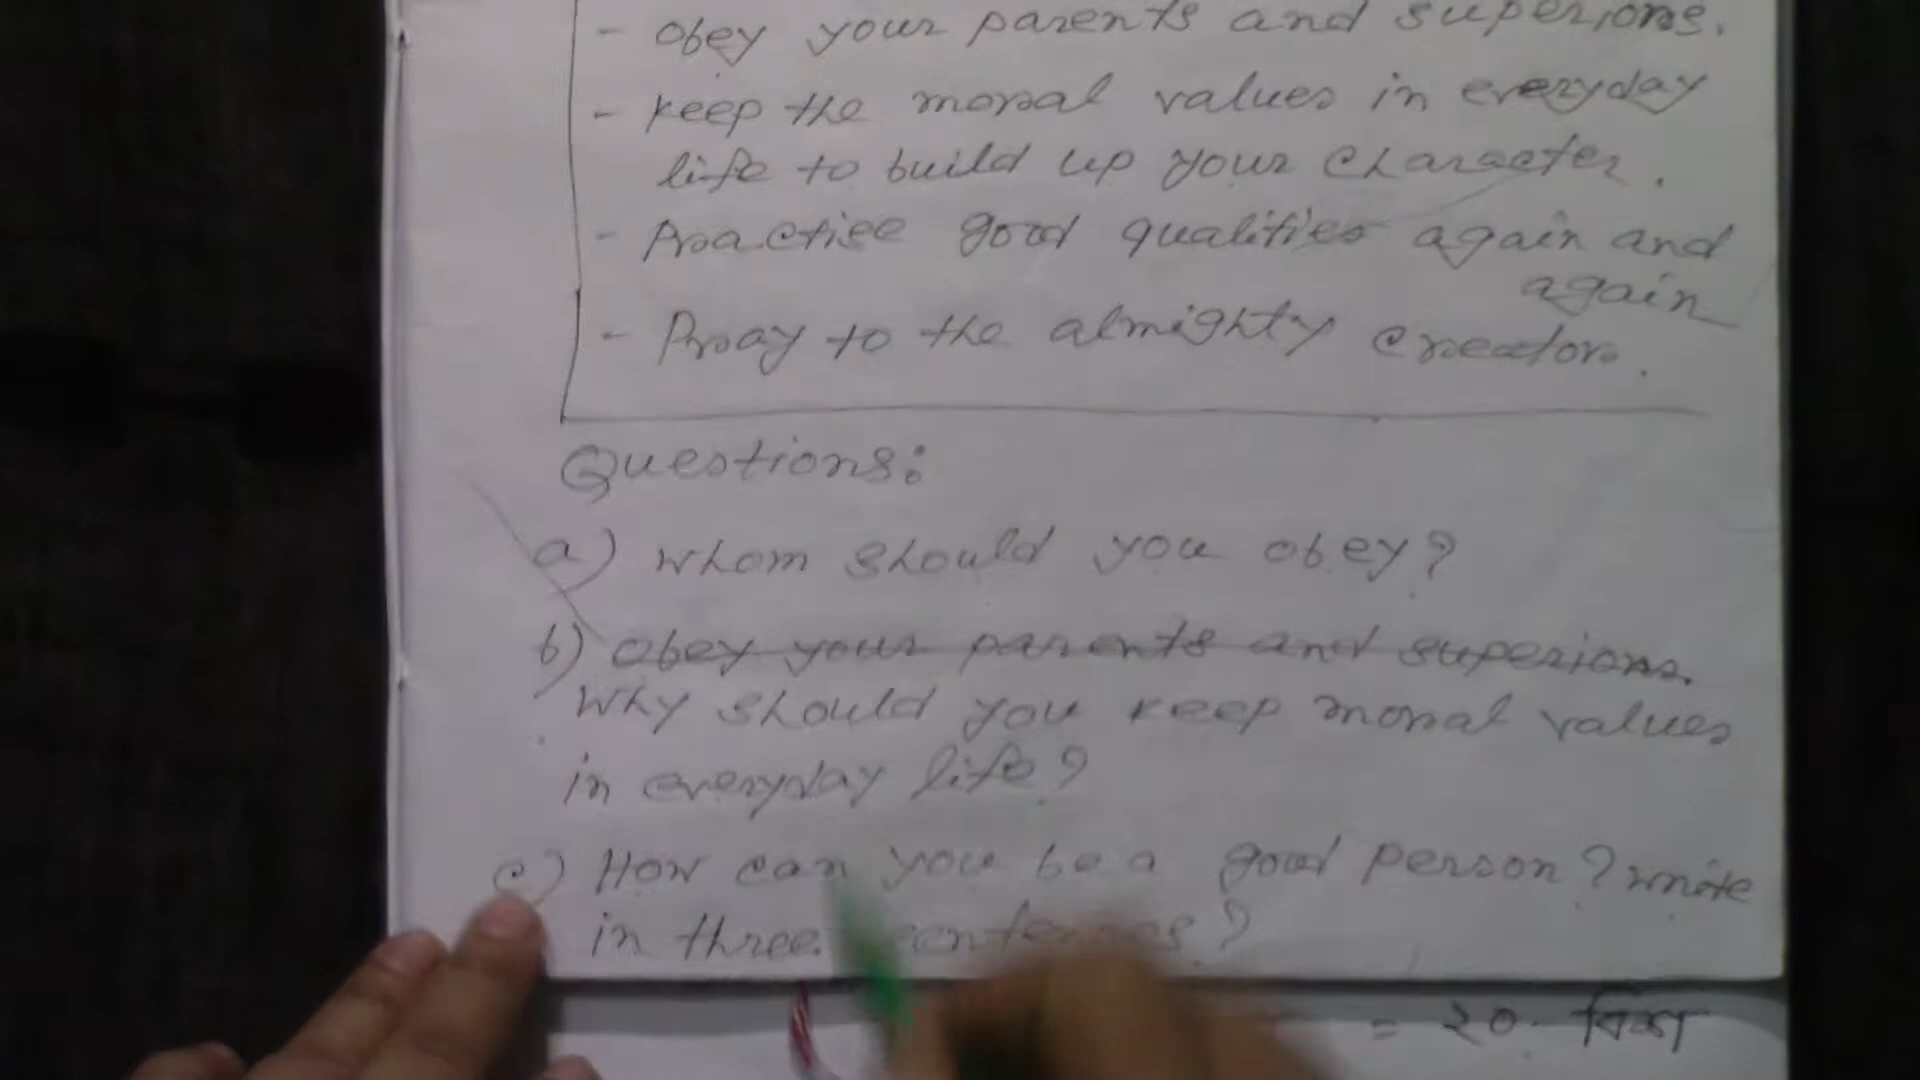 - Obey your parents and superiors.
- Keep the moral values in everyday
life to build up your character.
- Practice good qualities again and
again
- Pray to the almighty creator.
Questions:
a) Whom should you obey?
b) Obey your parents and superiors.
Why should you keep moral values
in everyday life?
c) How can you be a good person? write
in three sentences?
= २০ বিশ